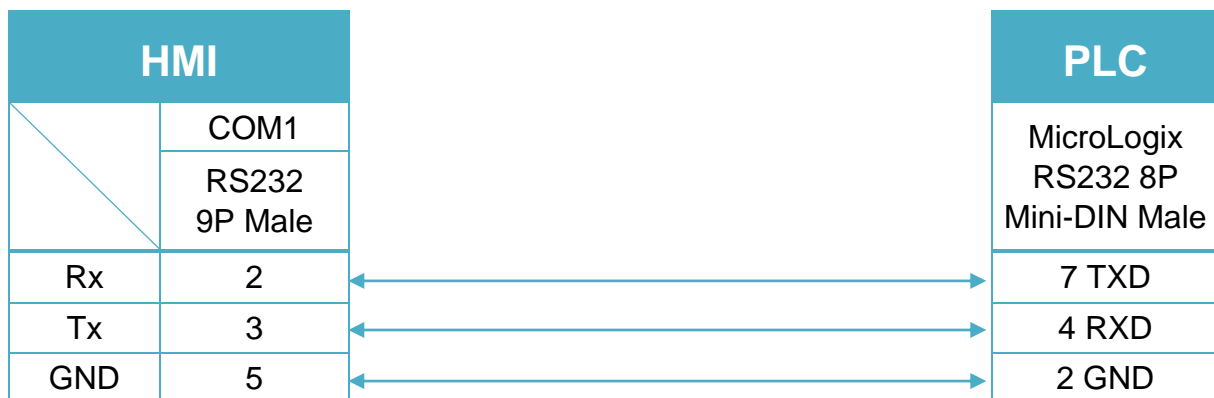 HMI
PLC
COM1
RS232
9P Male
MicroLogix
RS232 8P
Mini-DIN Male
Rx 2 7 TXD
Tx 3 4 RXD
GND 5 2 GND